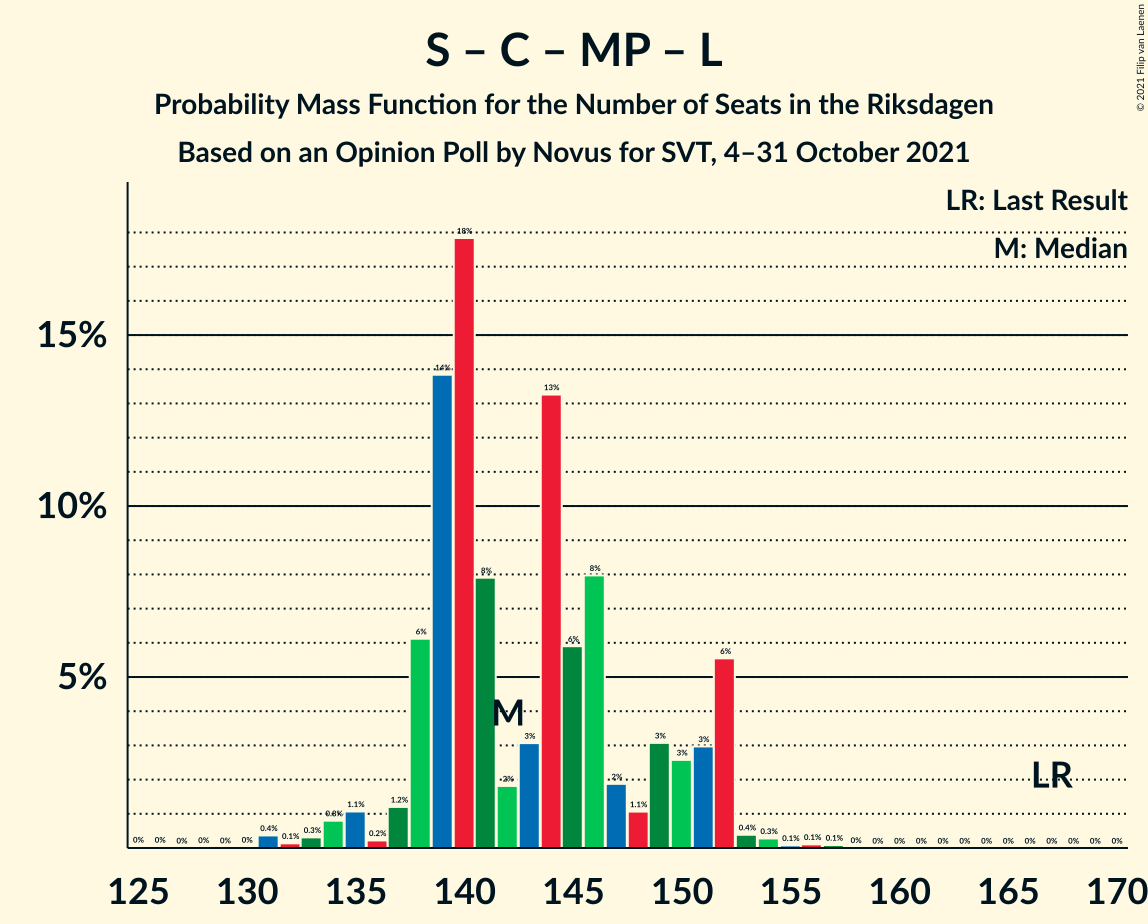 S – C – MP – L
Probability Mass Function for the Number of Seats in the Riksdagen
Based on an Opinion Poll by Novus for SVT, 4–31 October 2021
© 2021 Filip van Laenen
LR: Last Result
M: Median
15%
10%
5%
0% 0% 0% 0% 0% 0% 0.4% 0.1% 0.3% 0.8% 1.1% 0.2% 1.2% 6% 14% 18% 8% 2% 3% 13% 6% 8% 2% 1.1% 3% 3% 3% 6% 0.4% 0.3% 0.1% 0.1% 0.1% 0% 0% 0% 0% 0% 0% 0% 0% 0% 0% 0% 0% 0%
M
LR
125 130 135 140 145 150 155 160 165 170